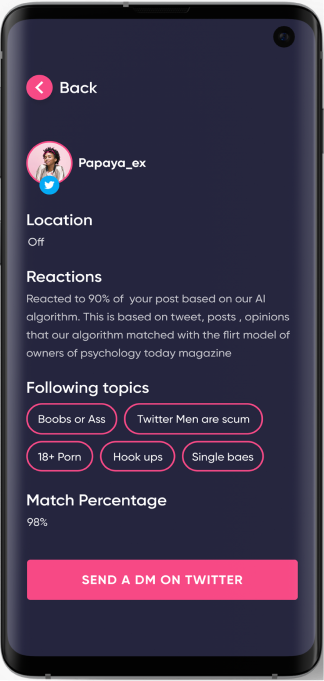 Back
Papaya_ex
Location
Off
Reactions
Reacted to 90% of your post based on our AI
algorithm. This is based on tweet, posts , opinions
that our algorithm matched with the flirt model of
owners of psychology today magazine
Following topics
Boobs or Ass
Twitter Men are scum
18+ Porn
Hook ups
Single baes
Match Percentage
98%
SEND A DM ON TWITTER